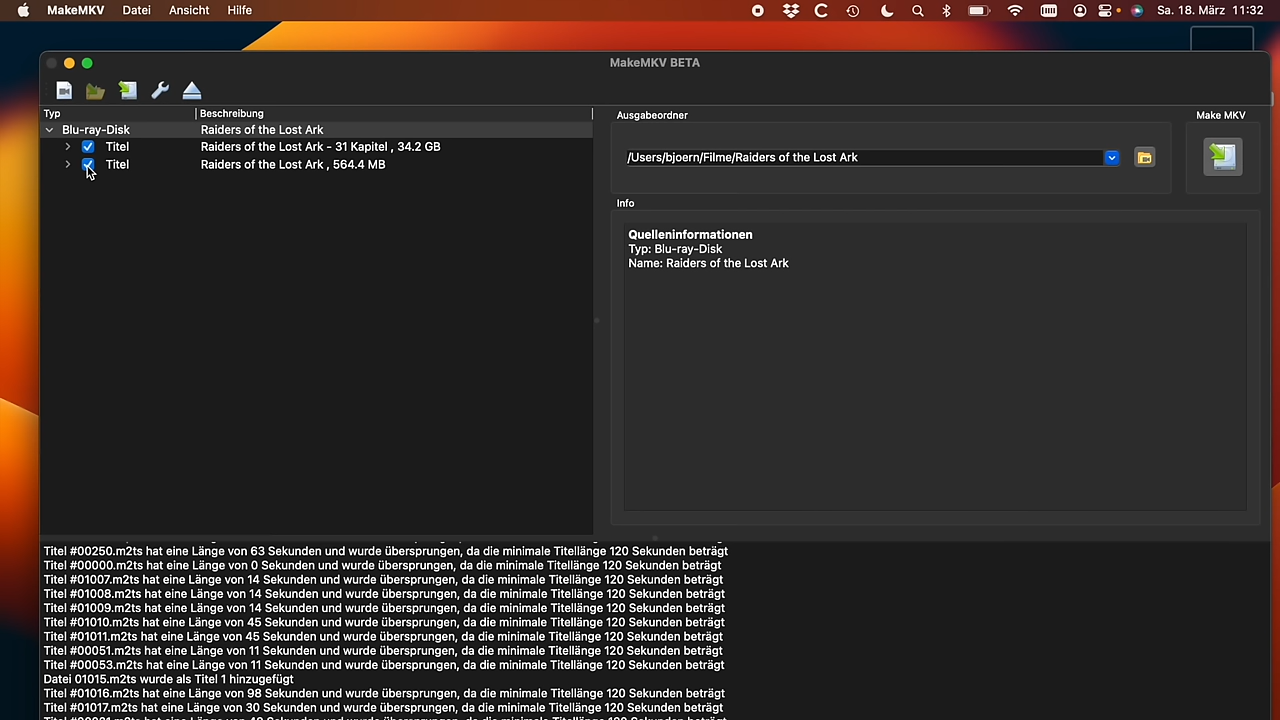 MakeMKV Datei Ansicht Hilfe Sa. 18. März 11:32
MakeMKV BETA
Typ Beschreibung
Blu-ray-Disk Raiders of the Lost Ark
Titel Raiders of the Lost Ark - 31 Kapitel , 34.2 GB
Titel Raiders of the Lost Ark , 564.4 MB
Ausgabeordner
Make MKV
/Users/bjoern/Filme/Raiders of the Lost Ark
Info
Quelleninformationen
Typ: Blu-ray-Disk
Name: Raiders of the Lost Ark
Titel #00250.m2ts hat eine Länge von 63 Sekunden und wurde übersprungen, da die minimale Titellänge 120 Sekunden beträgt
Titel #00000.m2ts hat eine Länge von 0 Sekunden und wurde übersprungen, da die minimale Titellänge 120 Sekunden beträgt
Titel #01007.m2ts hat eine Länge von 14 Sekunden und wurde übersprungen, da die minimale Titellänge 120 Sekunden beträgt
Titel #01008.m2ts hat eine Länge von 14 Sekunden und wurde übersprungen, da die minimale Titellänge 120 Sekunden beträgt
Titel #01009.m2ts hat eine Länge von 14 Sekunden und wurde übersprungen, da die minimale Titellänge 120 Sekunden beträgt
Titel #01010.m2ts hat eine Länge von 45 Sekunden und wurde übersprungen, da die minimale Titellänge 120 Sekunden beträgt
Titel #01011.m2ts hat eine Länge von 45 Sekunden und wurde übersprungen, da die minimale Titellänge 120 Sekunden beträgt
Titel #00051.m2ts hat eine Länge von 11 Sekunden und wurde übersprungen, da die minimale Titellänge 120 Sekunden beträgt
Titel #00053.m2ts hat eine Länge von 11 Sekunden und wurde übersprungen, da die minimale Titellänge 120 Sekunden beträgt
Datei 01015.m2ts wurde als Titel 1 hinzugefügt
Titel #01016.m2ts hat eine Länge von 98 Sekunden und wurde übersprungen, da die minimale Titellänge 120 Sekunden beträgt
Titel #01017.m2ts hat eine Länge von 30 Sekunden und wurde übersprungen, da die minimale Titellänge 120 Sekunden beträgt